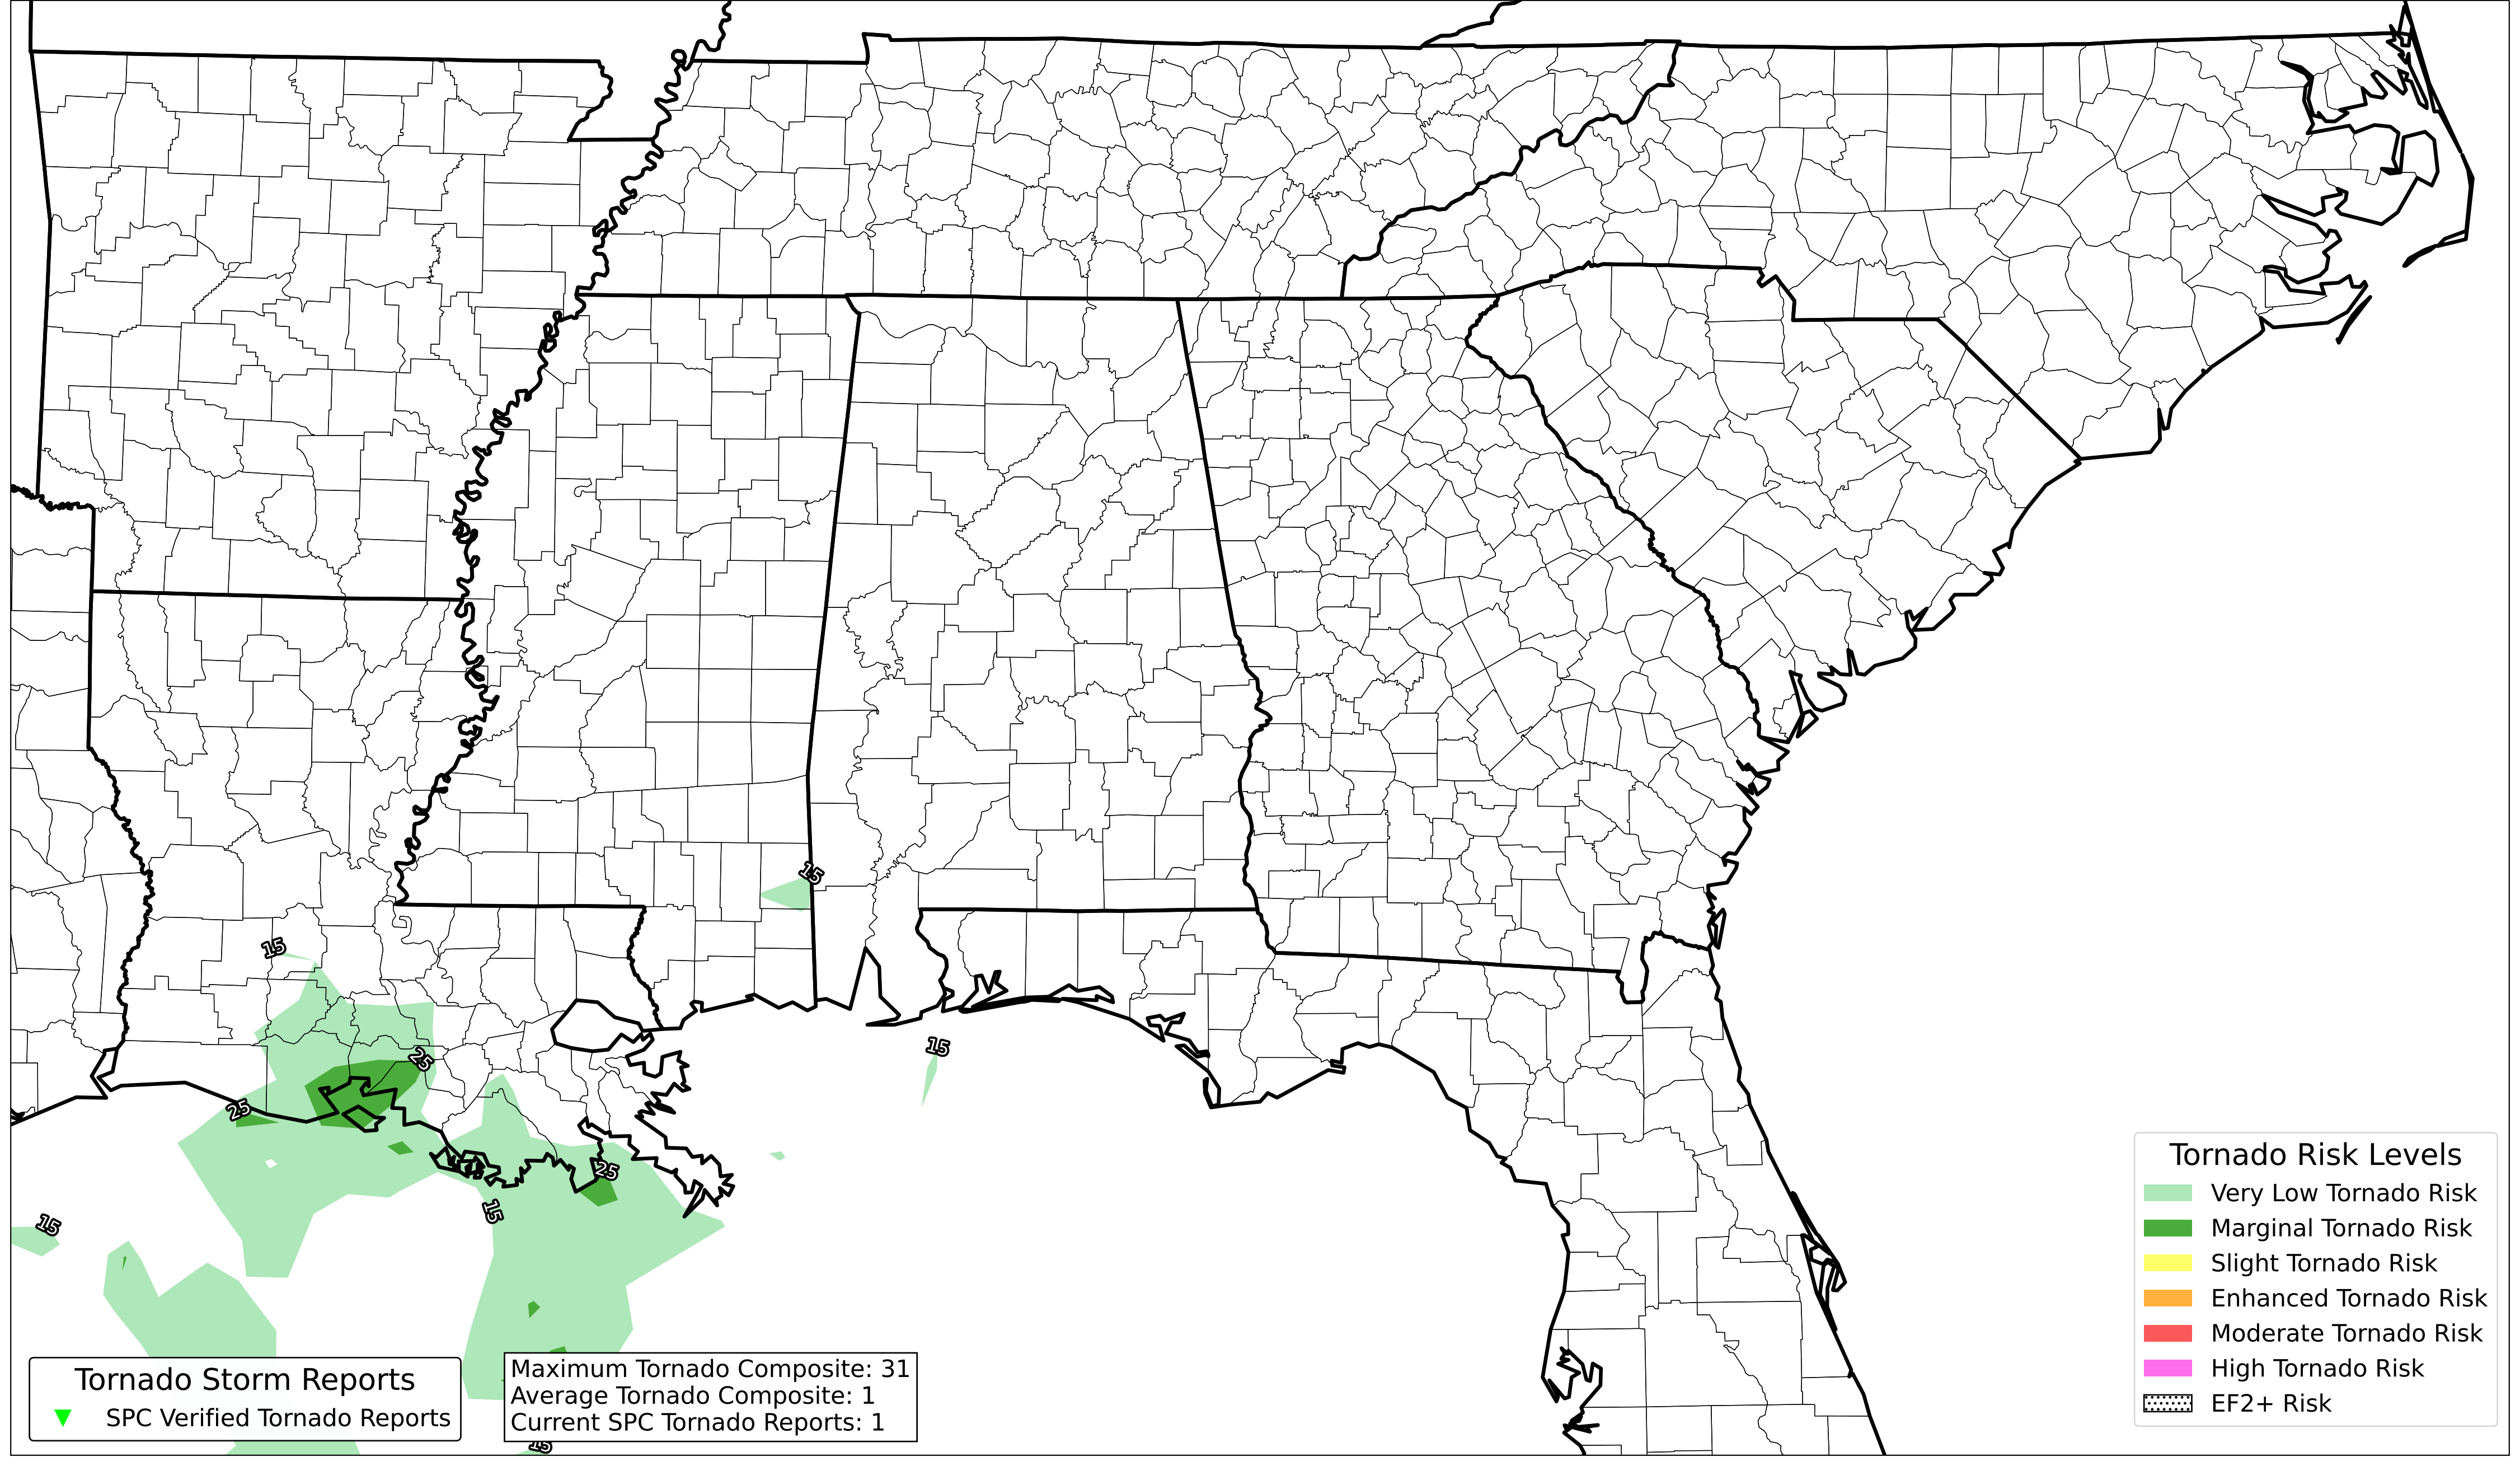 15
15
15
25
25
25
15
15
Tornado Risk Levels
Very Low Tornado Risk
Marginal Tornado Risk
Slight Tornado Risk
Enhanced Tornado Risk
Moderate Tornado Risk
High Tornado Risk
EF2+ Risk
Tornado Storm Reports
SPC Verified Tornado Reports
Maximum Tornado Composite: 31
Average Tornado Composite: 1
Current SPC Tornado Reports: 1
15